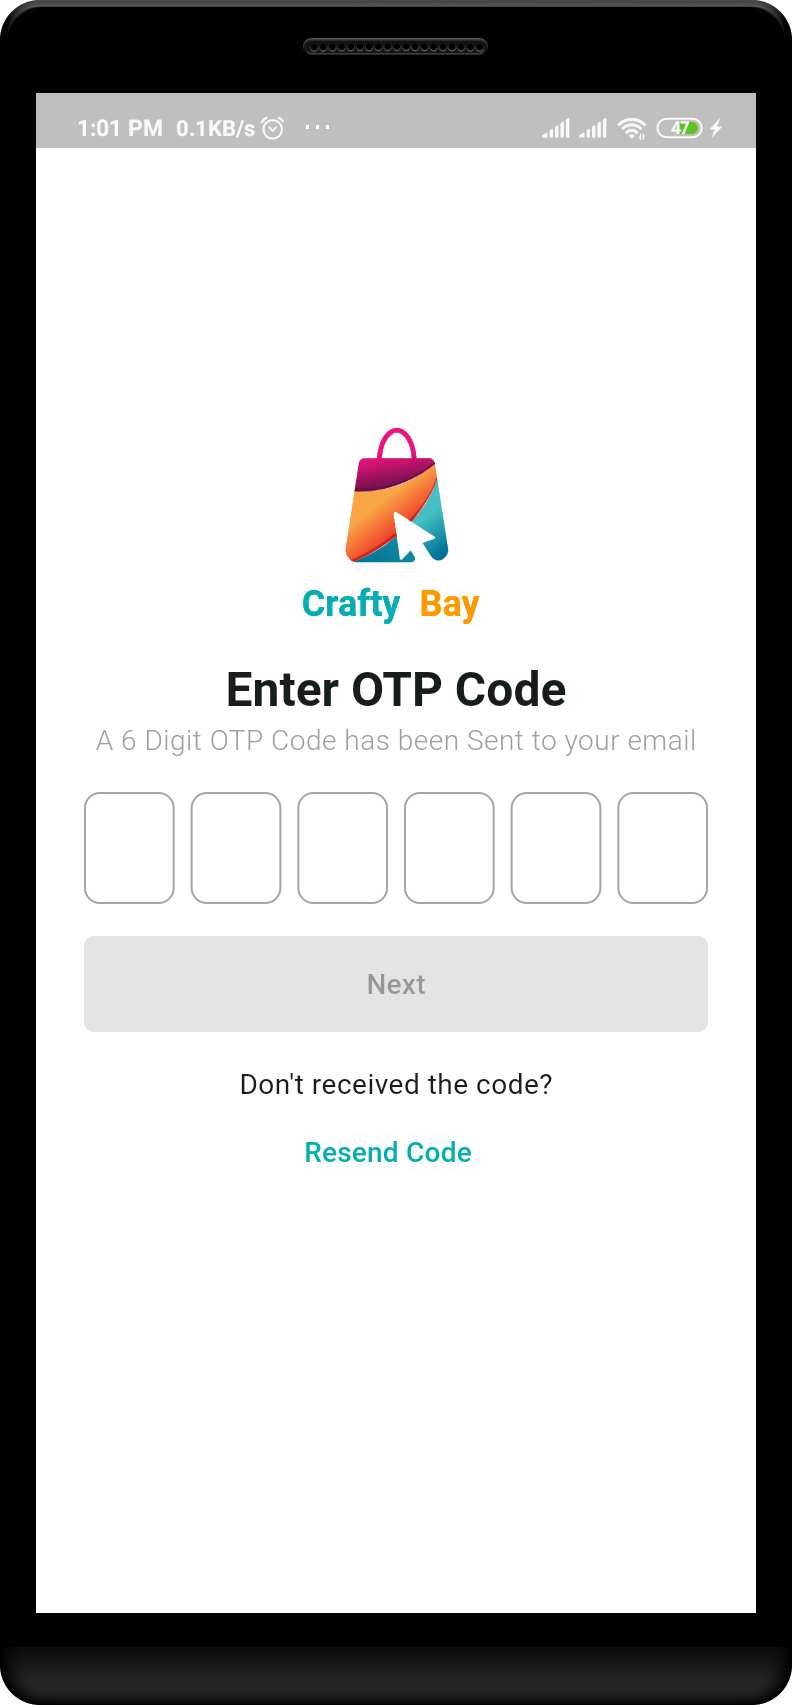 1:01 PM 0.1KB/s ... 47
Crafty Bay
Enter OTP Code
A 6 Digit OTP Code has been Sent to your email
Next
Don't received the code?
Resend Code